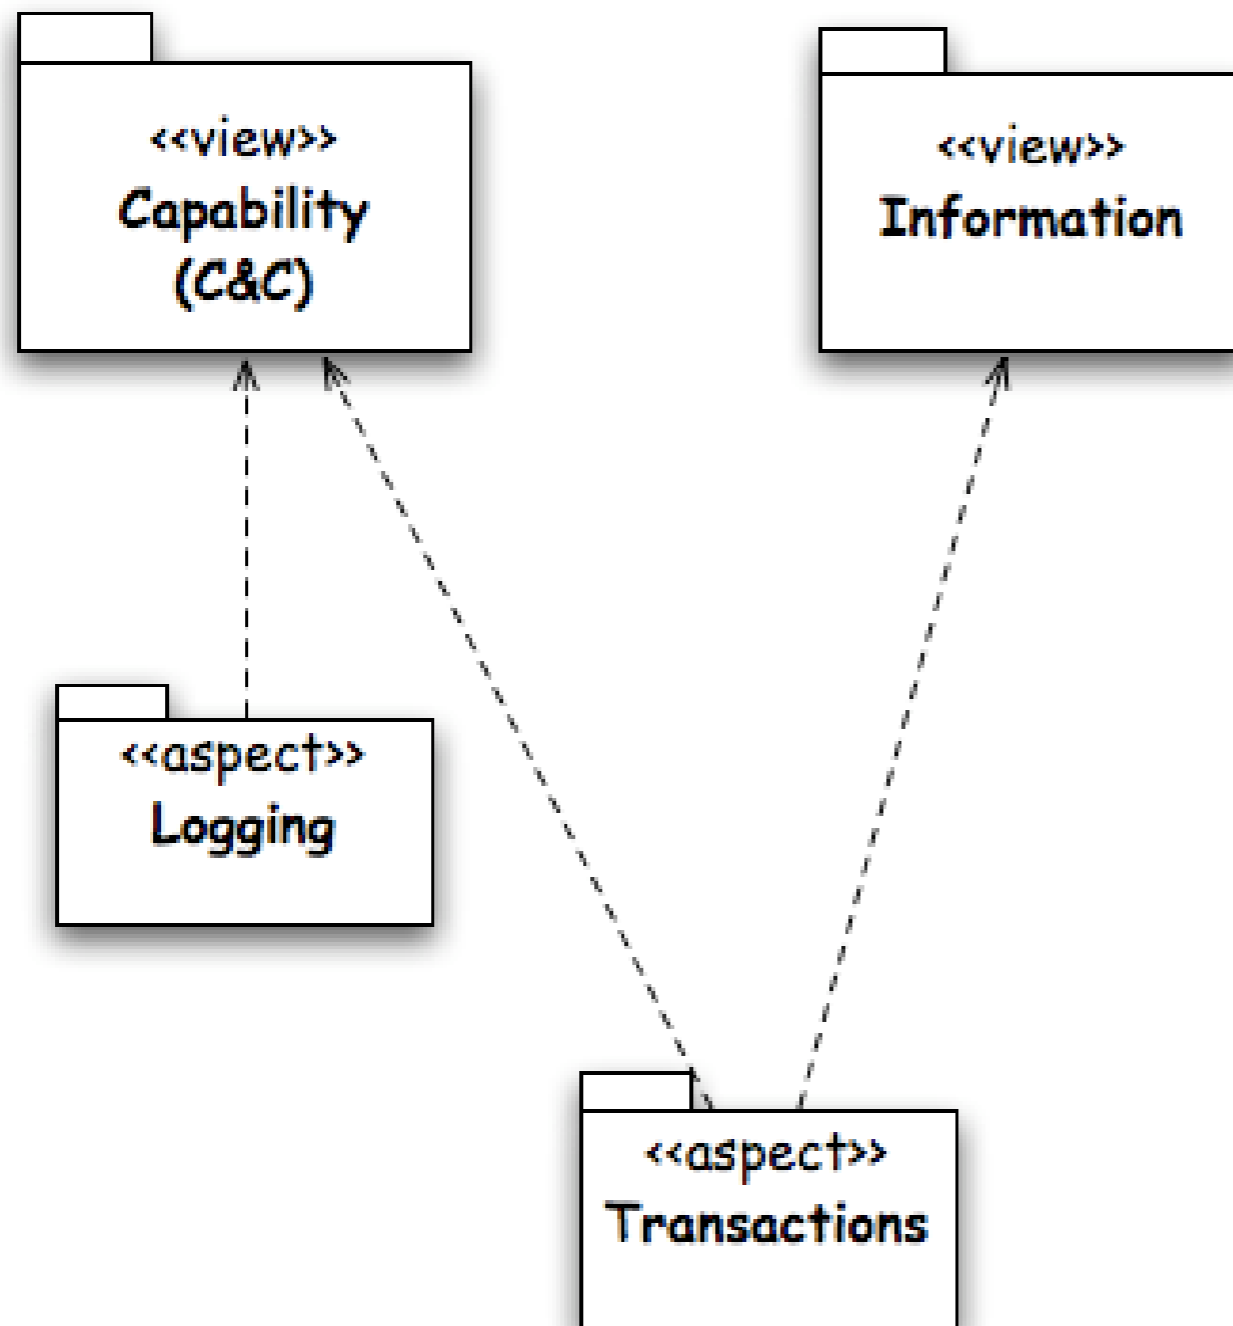 <<view>>
Capability
(C&C)
<<view>>
Information
<<aspect>>
Logging
<<aspect>>
Transactions